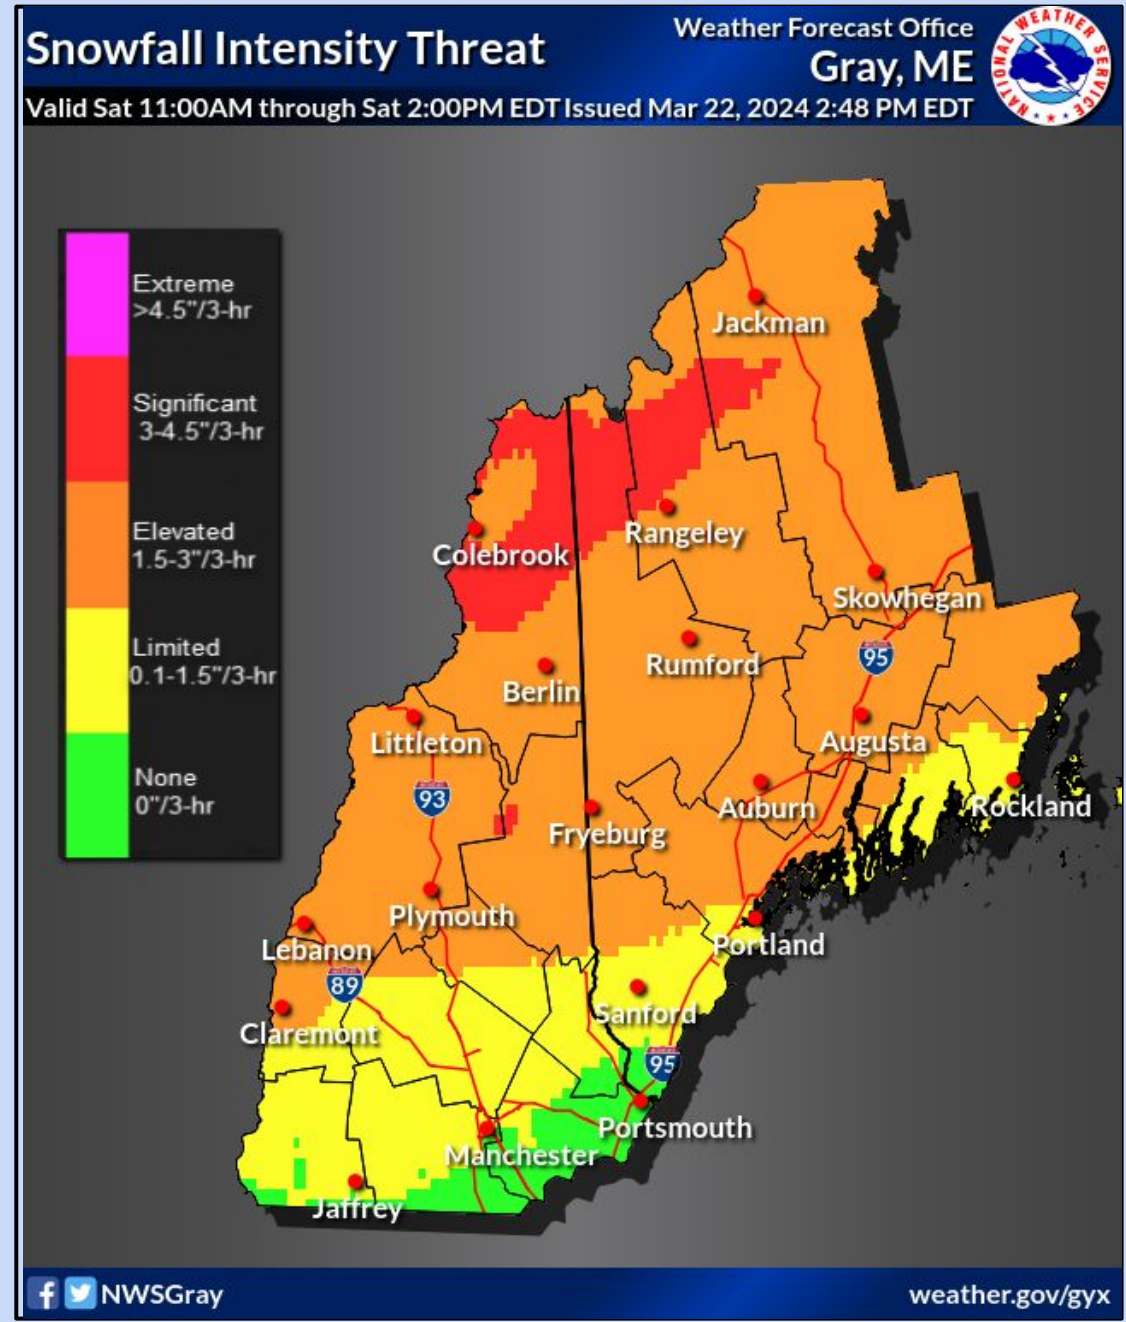 Snowfall Intensity Threat
Weather Forecast Office
Gray, ME
Valid Sat 11:00AM through Sat 2:00PM EDT Issued Mar 22, 2024 2:48 PM EDT
NATIONAL WEATHER SERVICE
Extreme
>4.5"/3-hr
Significant
3-4.5"/3-hr
Elevated
1.5-3"/3-hr
Limited
0.1-1.5"/3-hr
None
0"/3-hr
Jackman
Rangeley
Colebrook
Skowhegan
Rumford
95
Berlin
Littleton
Augusta
93
Auburn
Rockland
Fryeburg
Plymouth
Portland
Lebanon
89
Sanford
Claremont
95
Portsmouth
Manchester
Jaffrey
NWSGray
weather.gov/gyx